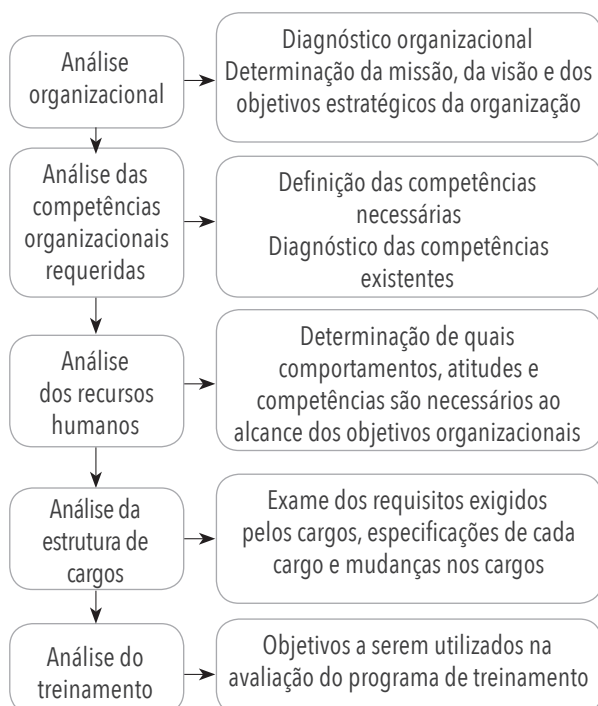 Análise
organizacional
Diagnóstico organizacional
Determinação da missão, da visão e dos
objetivos estratégicos da organização
Análise das
competências
organizacionais
requeridas
Definição das competências
necessárias
Diagnóstico das competências
existentes
Análise
dos recursos
humanos
Determinação de quais
comportamentos, atitudes e
competências são necessários ao
alcance dos objetivos organizacionais
Análise da
estrutura de
cargos
Exame dos requisitos exigidos
pelos cargos, especificações de cada
cargo e mudanças nos cargos
Análise do
treinamento
Objetivos a serem utilizados na
avaliação do programa de treinamento